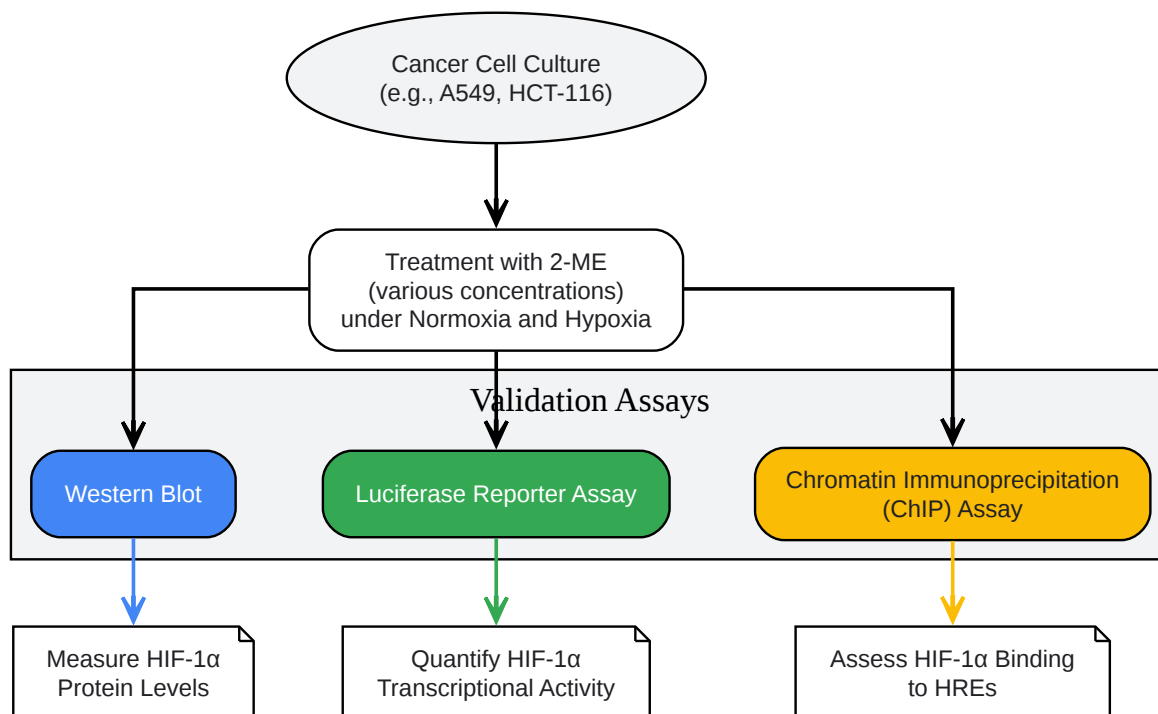 Cancer Cell Culture
(e.g., A549, HCT-116)
Treatment with 2-ME
(various concentrations)
under Normoxia and Hypoxia
Validation Assays
Western Blot
Luciferase Reporter Assay
Chromatin Immunoprecipitation
(ChIP) Assay
Measure HIF-1α
Protein Levels
Quantify HIF-1α
Transcriptional Activity
Assess HIF-1α Binding
to HREs